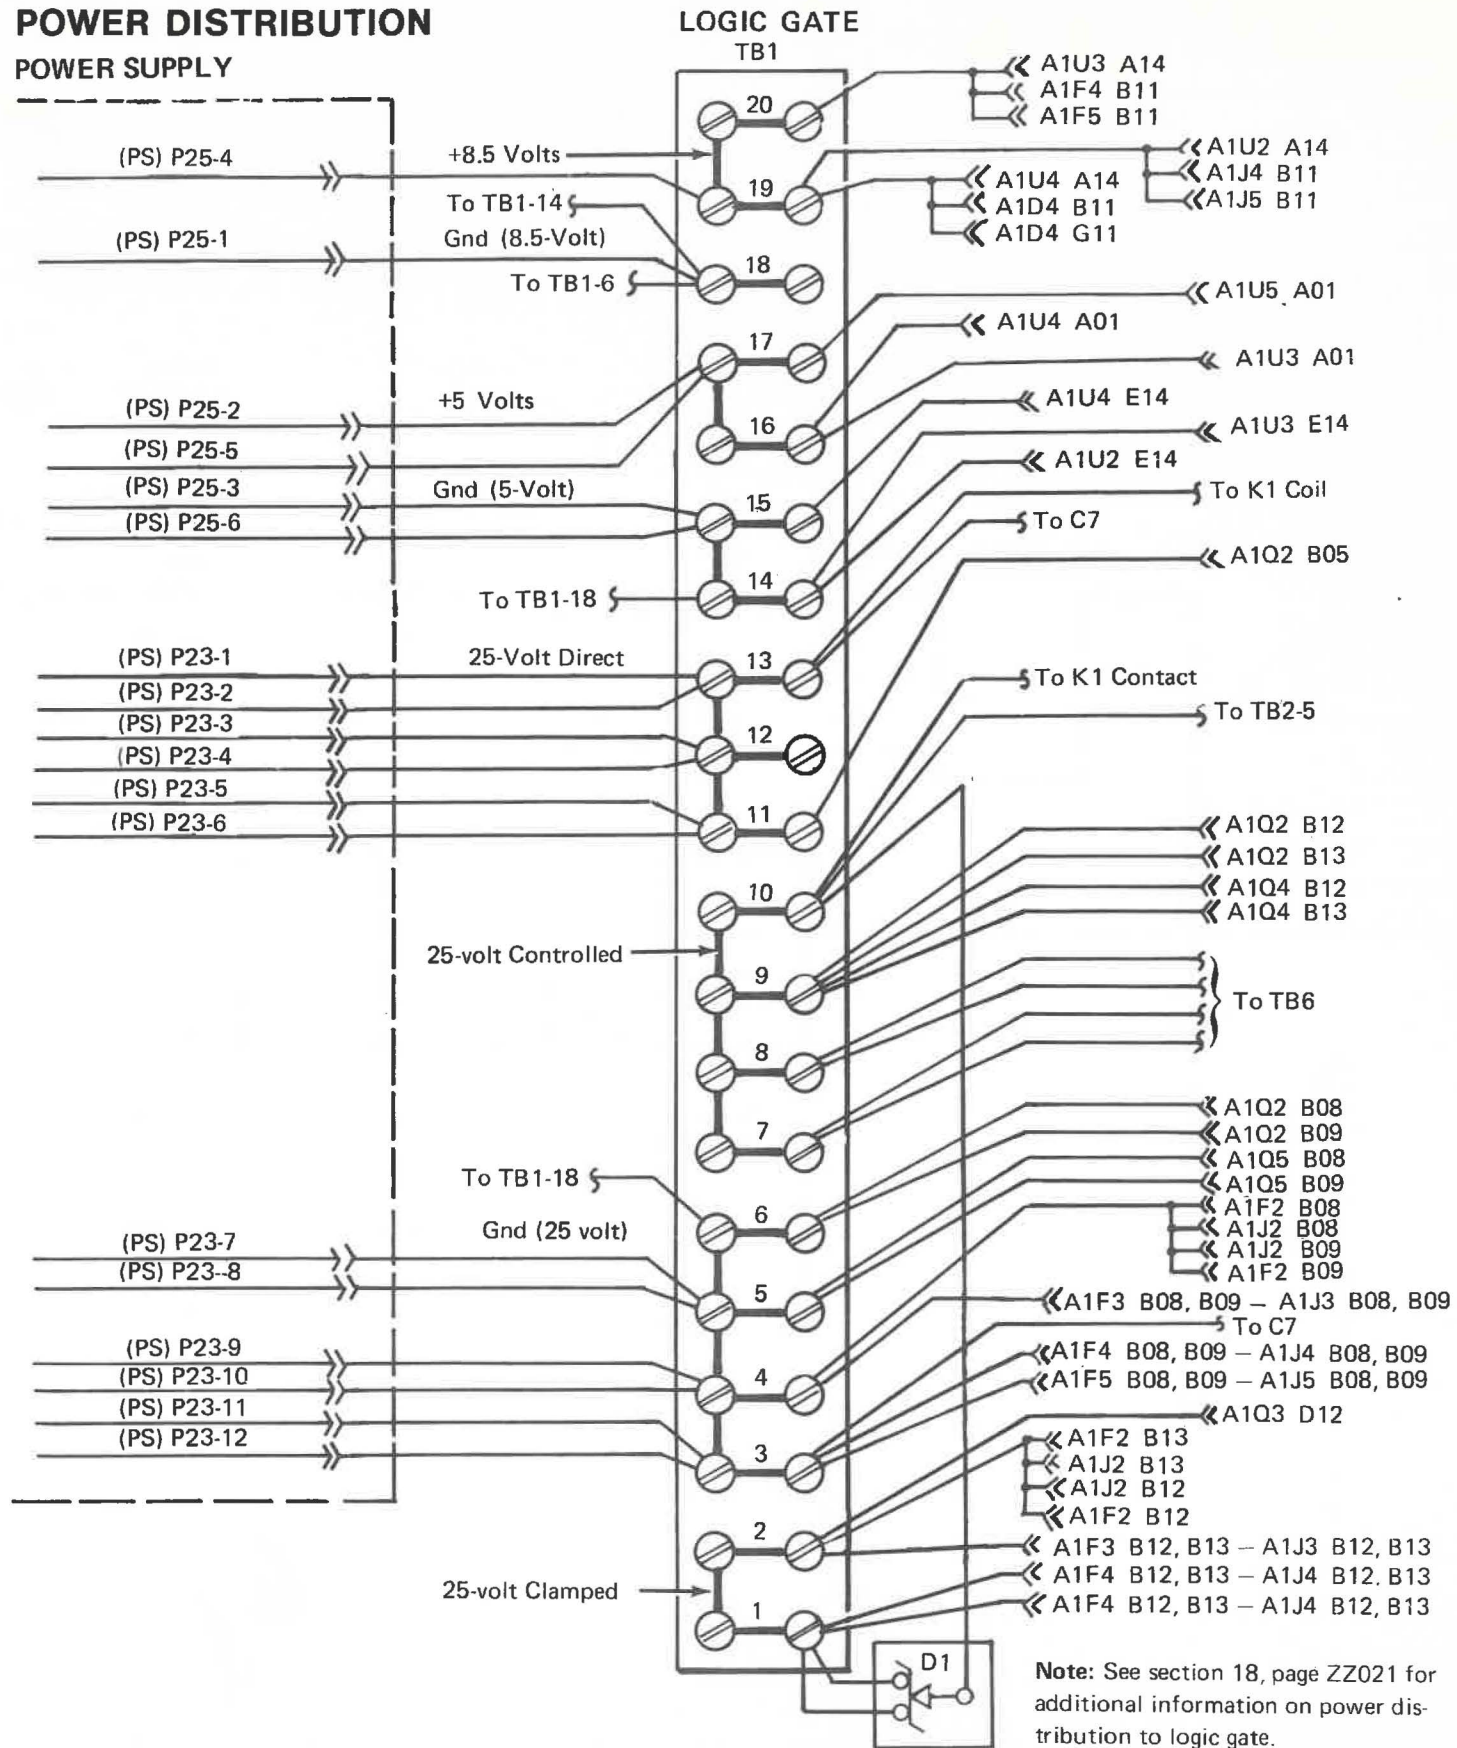 POWER DISTRIBUTION
POWER SUPPLY
LOGIC GATE
TB1
A1U3 A14
A1F4 B11
A1F5 B11
20
(PS) P25-4
+8.5 Volts
A1U2 A14
A1J4 B11
A1J5 B11
19
A1U4 A14
A1D4 B11
A1D4 G11
To TB1-14
(PS) P25-1
Gnd (8.5-Volt)
18
To TB1-6
A1U5 A01
17
A1U4 A01
A1U3 A01
(PS) P25-2
+5 Volts
A1U4 E14
16
A1U3 E14
(PS) P25-5
A1U2 E14
(PS) P25-3
Gnd (5-Volt)
15
To K1 Coil
(PS) P25-6
To C7
A1Q2 B05
14
To TB1-18
(PS) P23-1
25-Volt Direct
13
To K1 Contact
(PS) P23-2
To TB2-5
(PS) P23-3
12
(PS) P23-4
(PS) P23-5
11
(PS) P23-6
A1Q2 B12
A1Q2 B13
10
A1Q4 B12
A1Q4 B13
25-volt Controlled
9
To TB6
8
7
A1Q2 B08
A1Q2 B09
A1Q5 B08
To TB1-18
A1Q5 B09
6
A1F2 B08
A1J2 B08
(PS) P23-7
Gnd (25 volt)
A1J2 B09
(PS) P23--8
A1F2 B09
5
A1F3 B08, B09 – A1J3 B08, B09
To C7
(PS) P23-9
A1F4 B08, B09 – A1J4 B08, B09
(PS) P23-10
4
A1F5 B08, B09 – A1J5 B08, B09
(PS) P23-11
A1Q3 D12
(PS) P23-12
3
A1F2 B13
A1J2 B13
A1J2 B12
A1F2 B12
2
A1F3 B12, B13 – A1J3 B12, B13
A1F4 B12, B13 – A1J4 B12. B13
25-volt Clamped
1
A1F4 B12, B13 – A1J4 B12, B13
D1
Note: See section 18, page ZZ021 for
additional information on power dis-
tribution to logic gate.